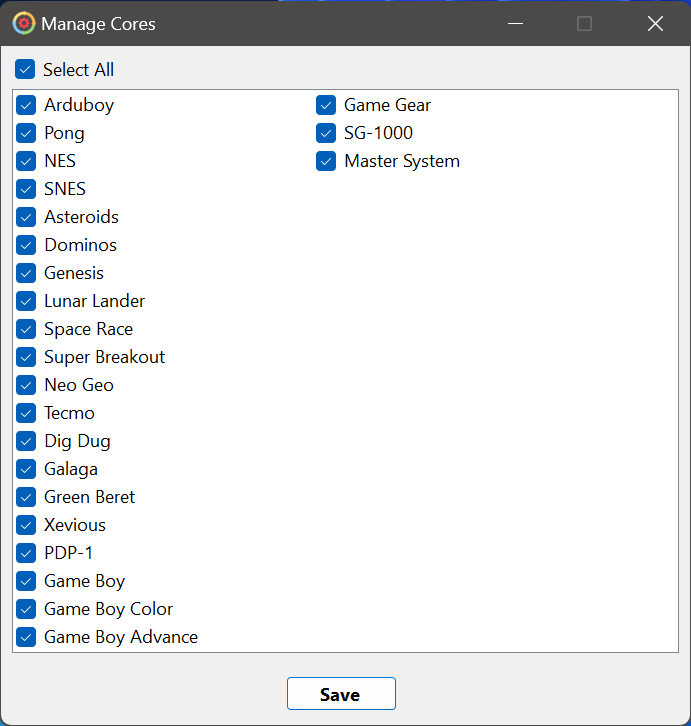 Manage Cores
Select All
Arduboy
Pong
NES
SNES
Asteroids
Dominos
Genesis
Lunar Lander
Space Race
Super Breakout
Neo Geo
Tecmo
Dig Dug
Galaga
Green Beret
Xevious
PDP-1
Game Boy
Game Boy Color
Game Boy Advance
Game Gear
SG-1000
Master System
Save